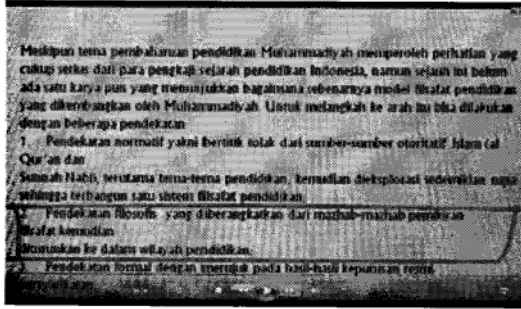 Meskipun tema pembaharuan pendidikan Muhammadiyah memperoleh perhatian yang
cukup serius dari para pengkaji sejarah pendidikan Indonesia, namun sejauh ini belum
ada satu karya pun yang menunjukkan bagaimana sebenarnya model filsafat pendidikan
yang dikembangkan oleh Muhammadiyah. Untuk melangkah ke arah itu bisa dilakukan
dengan beberapa pendekatan
1. Pendekatan normatif yakni bertitik tolak dari sumber-sumber otoritatif Islam (al
Qur'an dan
Sunnah Nabi), terutama tema-tema pendidikan, kemudian dieksplorasi sedemikian rupa
sehingga terbangun satu sistem filsafat pendidikan.
2. Pendekatan filosofis yang diberangkatkan dari mazhab-mazhab pemikiran
filsafat kemudian
diturunkan ke dalam wilayah pendidikan.
3. Pendekatan formal dengan merujuk pada hasil-hasil keputusan resmi